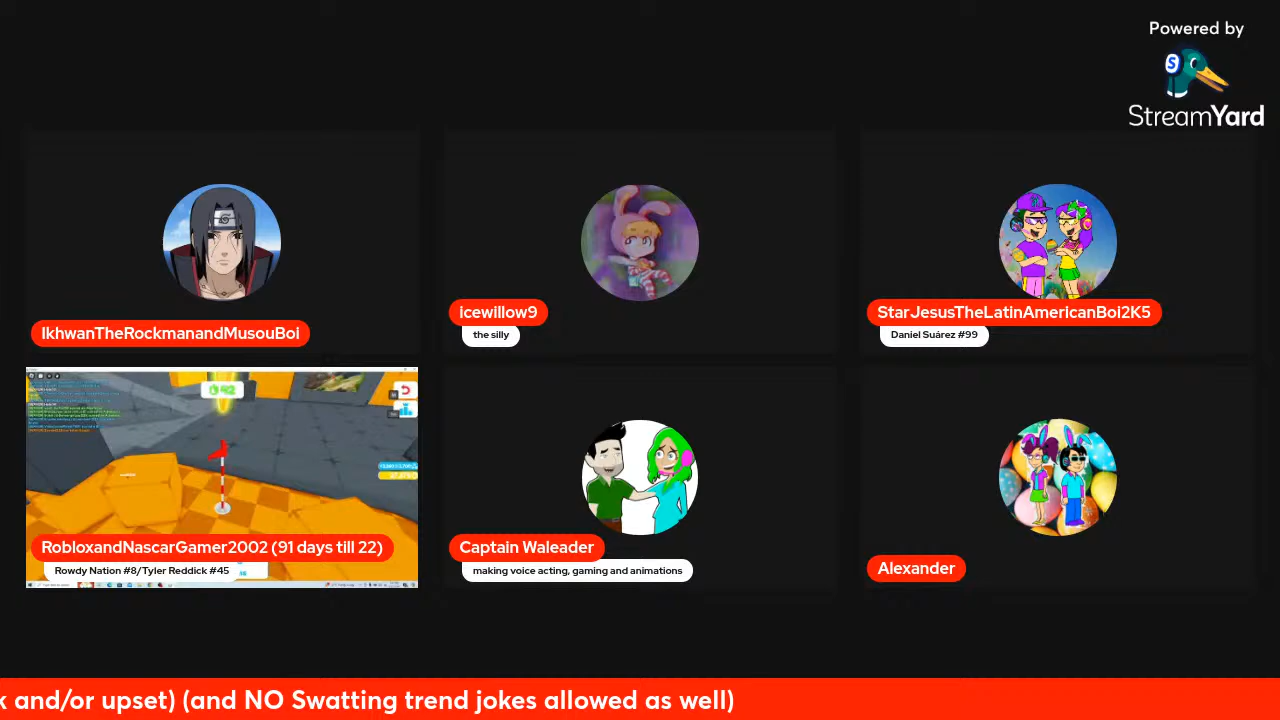 Powered by
StreamYard
IkhwanTheRockmanandMusouBoi
icewillow9
the silly
StarJesusTheLatinAmericanBoi2K5
Daniel Suárez #99
RobloxandNascarGamer2002 (91 days till 22)
Rowdy Nation #8/Tyler Reddick #45
Captain Waleader
making voice acting, gaming and animations
Alexander
and/or upset) (and NO Swatting trend jokes allowed as well)